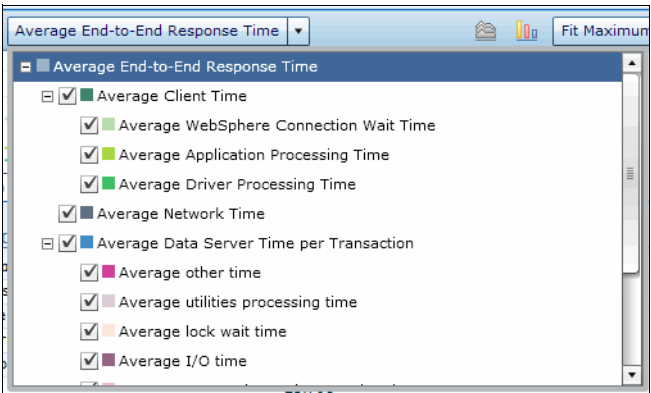 Average End-to-End Response Time
Fit Maximum
Average End-to-End Response Time
Average Client Time
Average WebSphere Connection Wait Time
Average Application Processing Time
Average Driver Processing Time
Average Network Time
Average Data Server Time per Transaction
Average other time
Average utilities processing time
Average lock wait time
Average I/O time